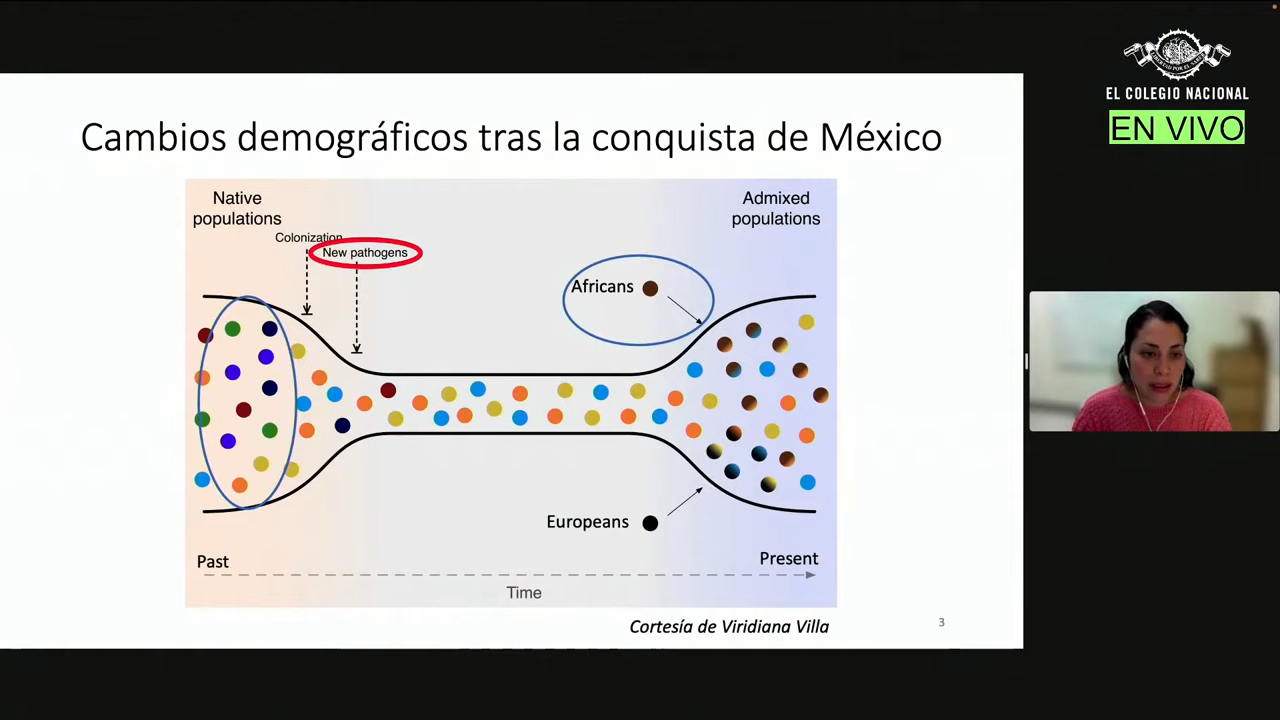 EL COLEGIO NACIONAL
EN VIVO
Cambios demográficos tras la conquista de México
Native
populations
Admixed
populations
Colonization
New pathogens
Africans
Europeans
Past
Present
Time
Cortesía de Viridiana Villa
3